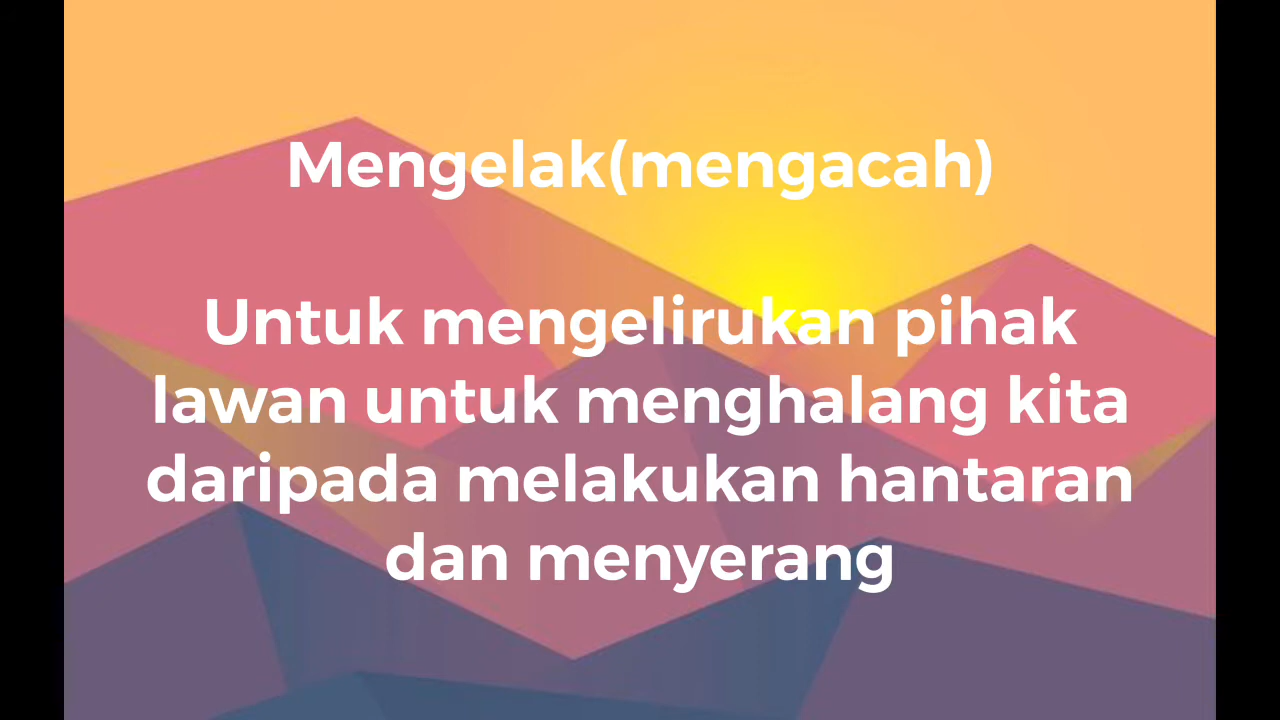 Mengelak(mengacah)
Untuk mengelirukan pihak
lawan untuk menghalang kita
daripada melakukan hantaran
dan menyerang